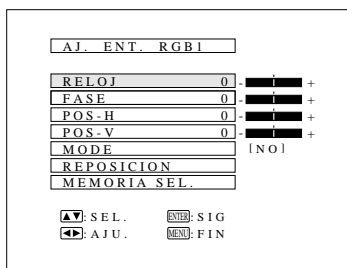 AJ. ENT. RGB1
RELOJ 0 - +
FASE 0 - +
POS-H 0 - +
POS-V 0 - +
MODE [NO]
REPOSICION
MEMORIA SEL.
▲▼: SEL. ENTER: SIG
◀▶: AJU. MENU: FIN